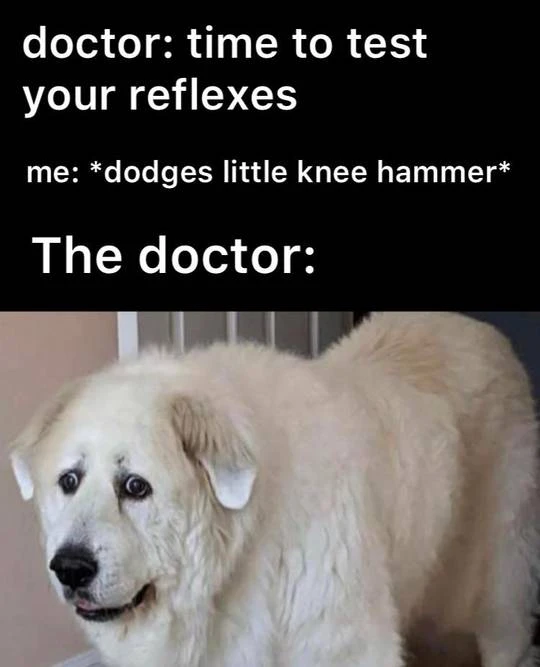 doctor: time to test
your reflexes
me: *dodges little knee hammer*
The doctor: